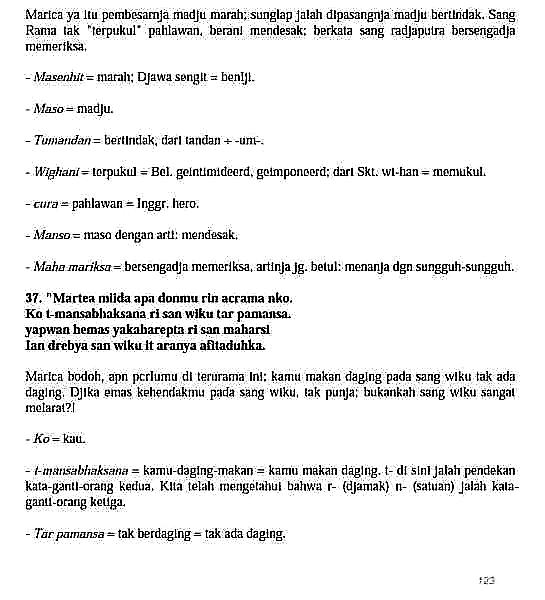 Marica ya itu pembesarnja madju marah; sunglap jalah dipasangnja madju bertindak. Sang
Rama tak "terpukul" pahlawan, berani mendesak; berkata sang radjaputra bersengadja
memeriksa.
- Masenhit = marah; Djawa sengit = benlji.
- Maso = madju.
- Tumandan = bertindak, dari tandan + -um-.
- Wighani = terpukul = Bel. geintimideerd, geimponeerd; dari Skt. wi-han = memukul.
- cura = pahlawan = Inggr. hero.
- Manso = maso dengan arti: mendesak.
- Maha mariksa = bersengadja memeriksa, artinja jg. betul: menanja dgn sungguh-sungguh.
37. "Martea miida apa donmu rin acrama nko.
Ko t-mansabhaksana ri san wiku tar pamansa.
yapwan hemas yakaharepta ri san maharsi
Ian drebya san wiku it aranya afitaduhka.
Marica bodoh, apn perlumu di terurama ini; kamu makan daging pada sang wiku tak ada
daging. Djika emas kehendakmu pada sang wiku, tak punja; bukankah sang wiku sangat
melarat?!
- Ko = kau.
- t-mansabhaksana = kamu-daging-makan = kamu makan daging. t- di sini jalah pendekan
kata-ganti-orang kedua. Kita telah mengetahui bahwa r- (djamak) n- (satuan) jalah kata-
ganti-orang ketiga.
- Tar pamansa = tak berdaging = tak ada daging.
123